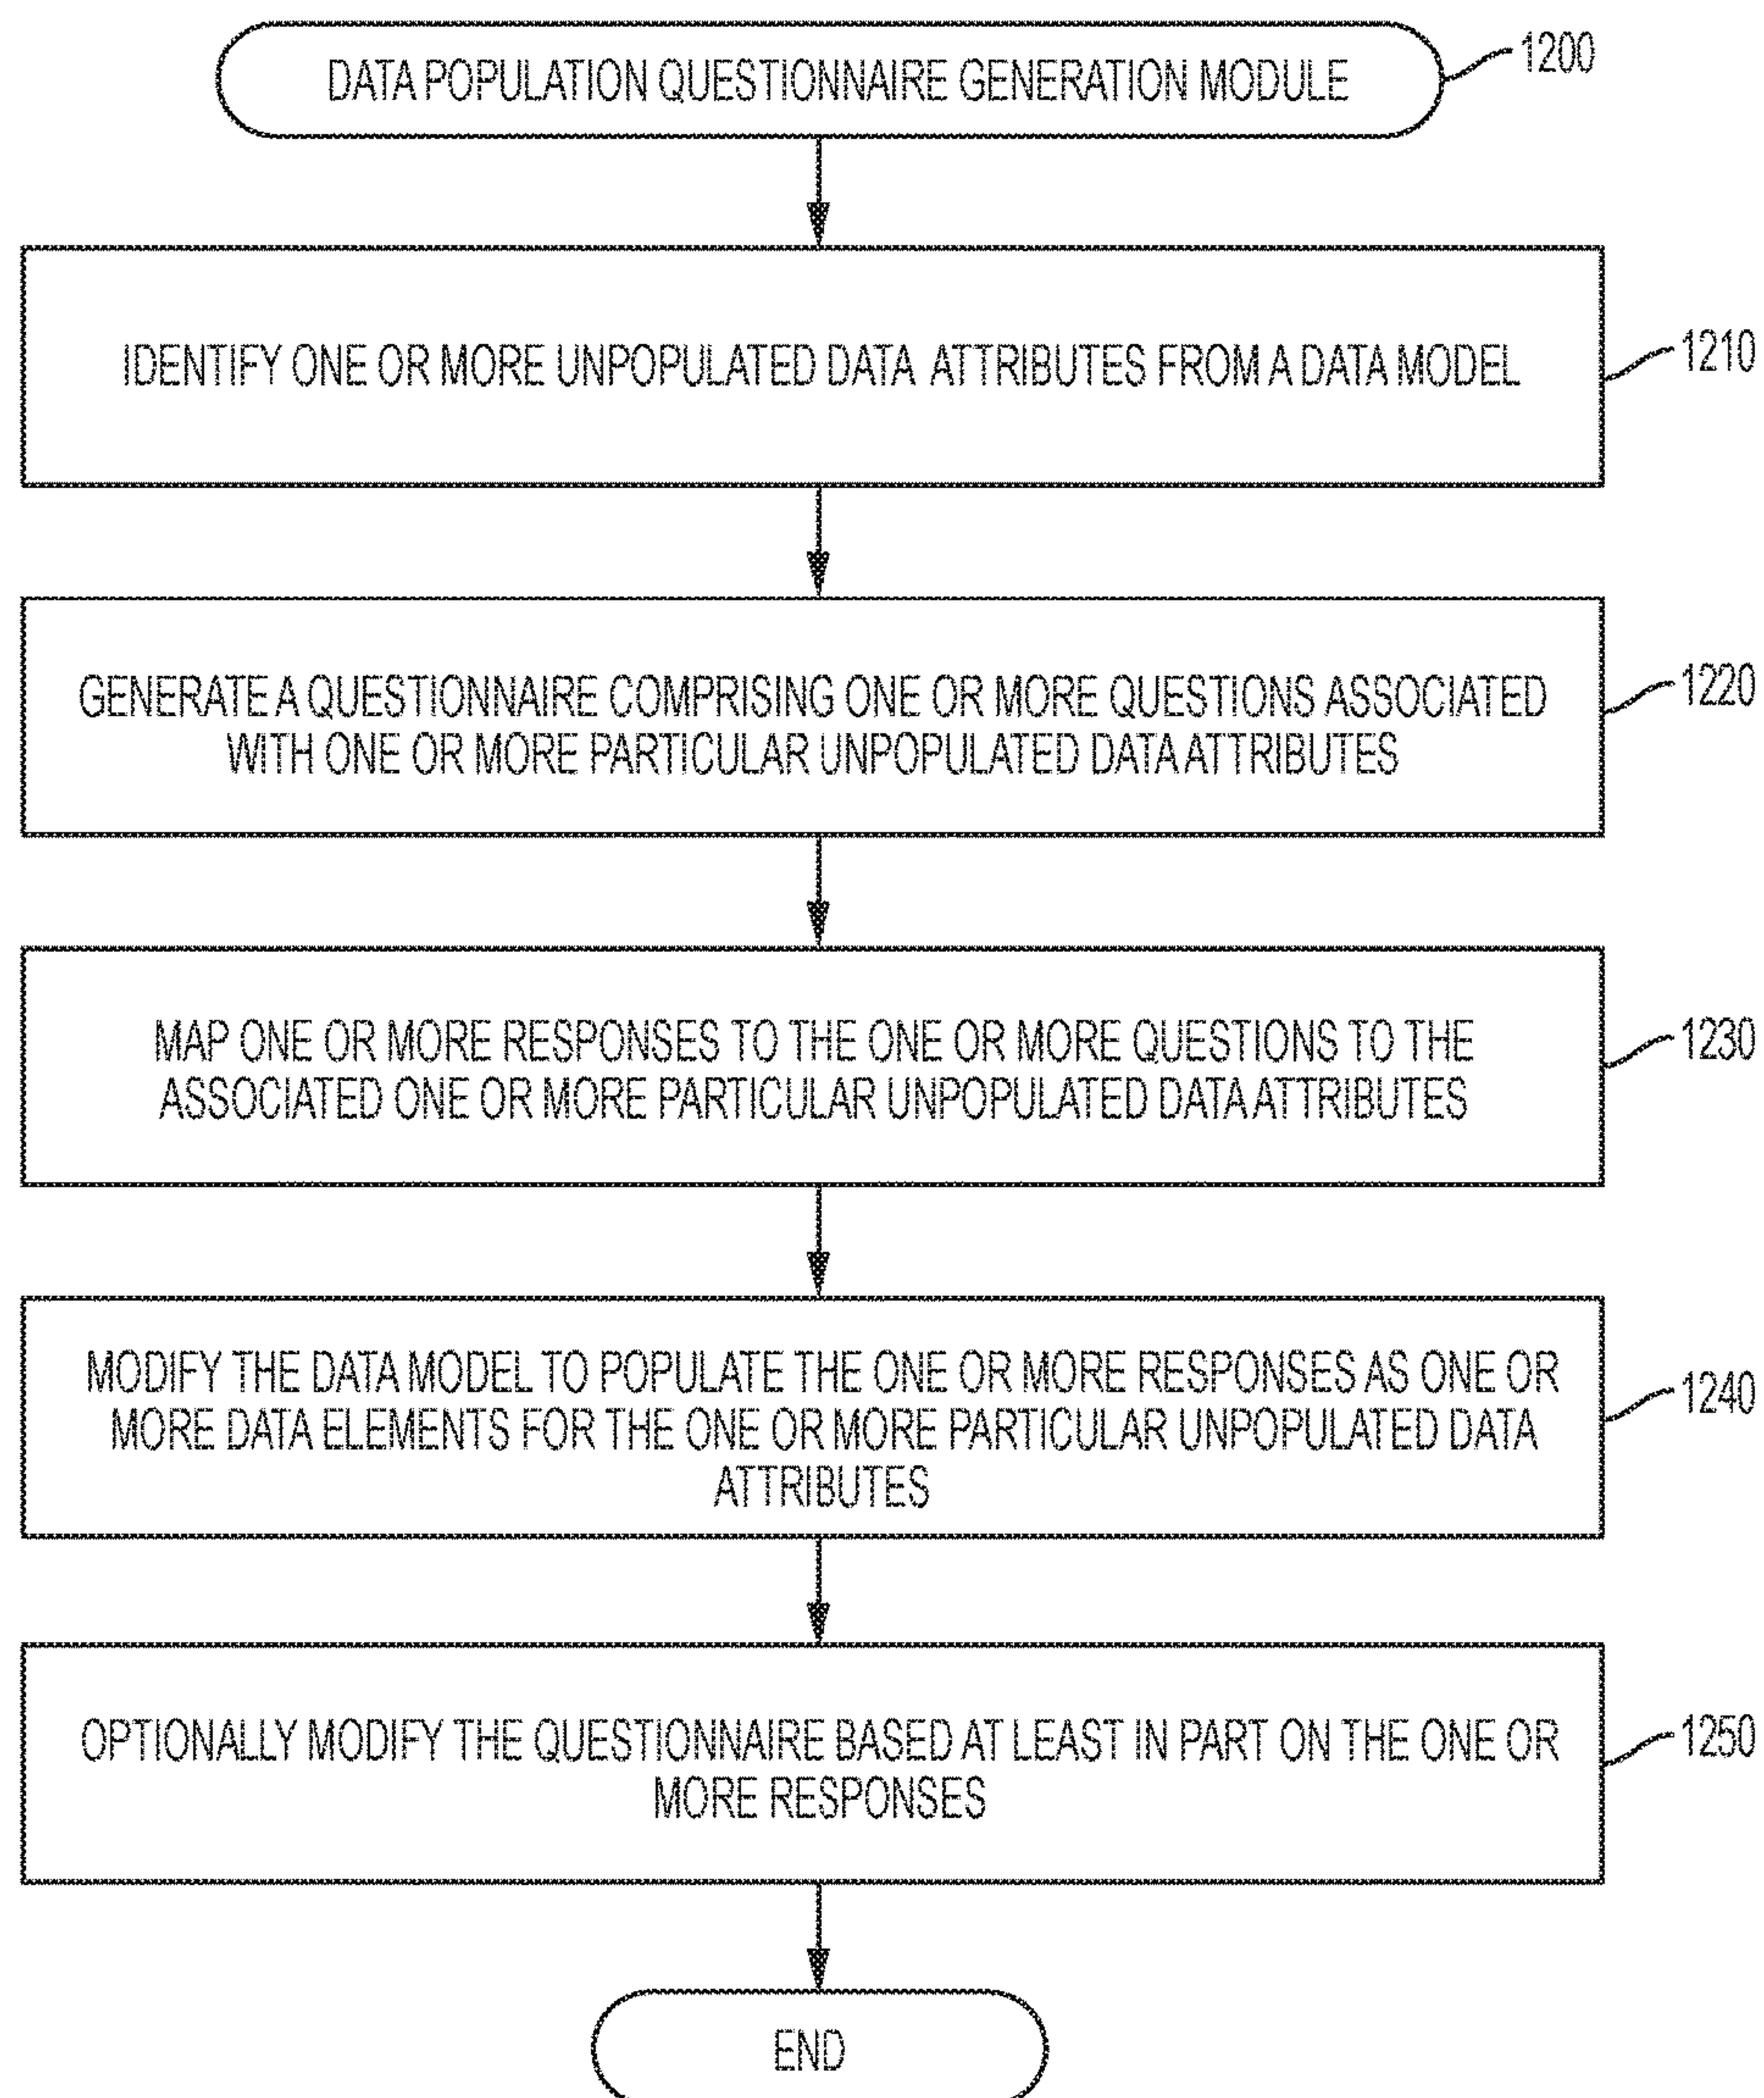 DATA POPULATION QUESTIONNAIRE GENERATION MODULE
1200
IDENTIFY ONE OR MORE UNPOPULATED DATA ATTRIBUTES FROM A DATA MODEL
1210
GENERATE A QUESTIONNAIRE COMPRISING ONE OR MORE QUESTIONS ASSOCIATED
WITH ONE OR MORE PARTICULAR UNPOPULATED DATA ATTRIBUTES
1220
MAP ONE OR MORE RESPONSES TO THE ONE OR MORE QUESTIONS TO THE
ASSOCIATED ONE OR MORE PARTICULAR UNPOPULATED DATA ATTRIBUTES
1230
MODIFY THE DATA MODEL TO POPULATE THE ONE OR MORE RESPONSES AS ONE OR
MORE DATA ELEMENTS FOR THE ONE OR MORE PARTICULAR UNPOPULATED DATA
ATTRIBUTES
1240
OPTIONALLY MODIFY THE QUESTIONNAIRE BASED AT LEAST IN PART ON THE ONE OR
MORE RESPONSES
1250
END